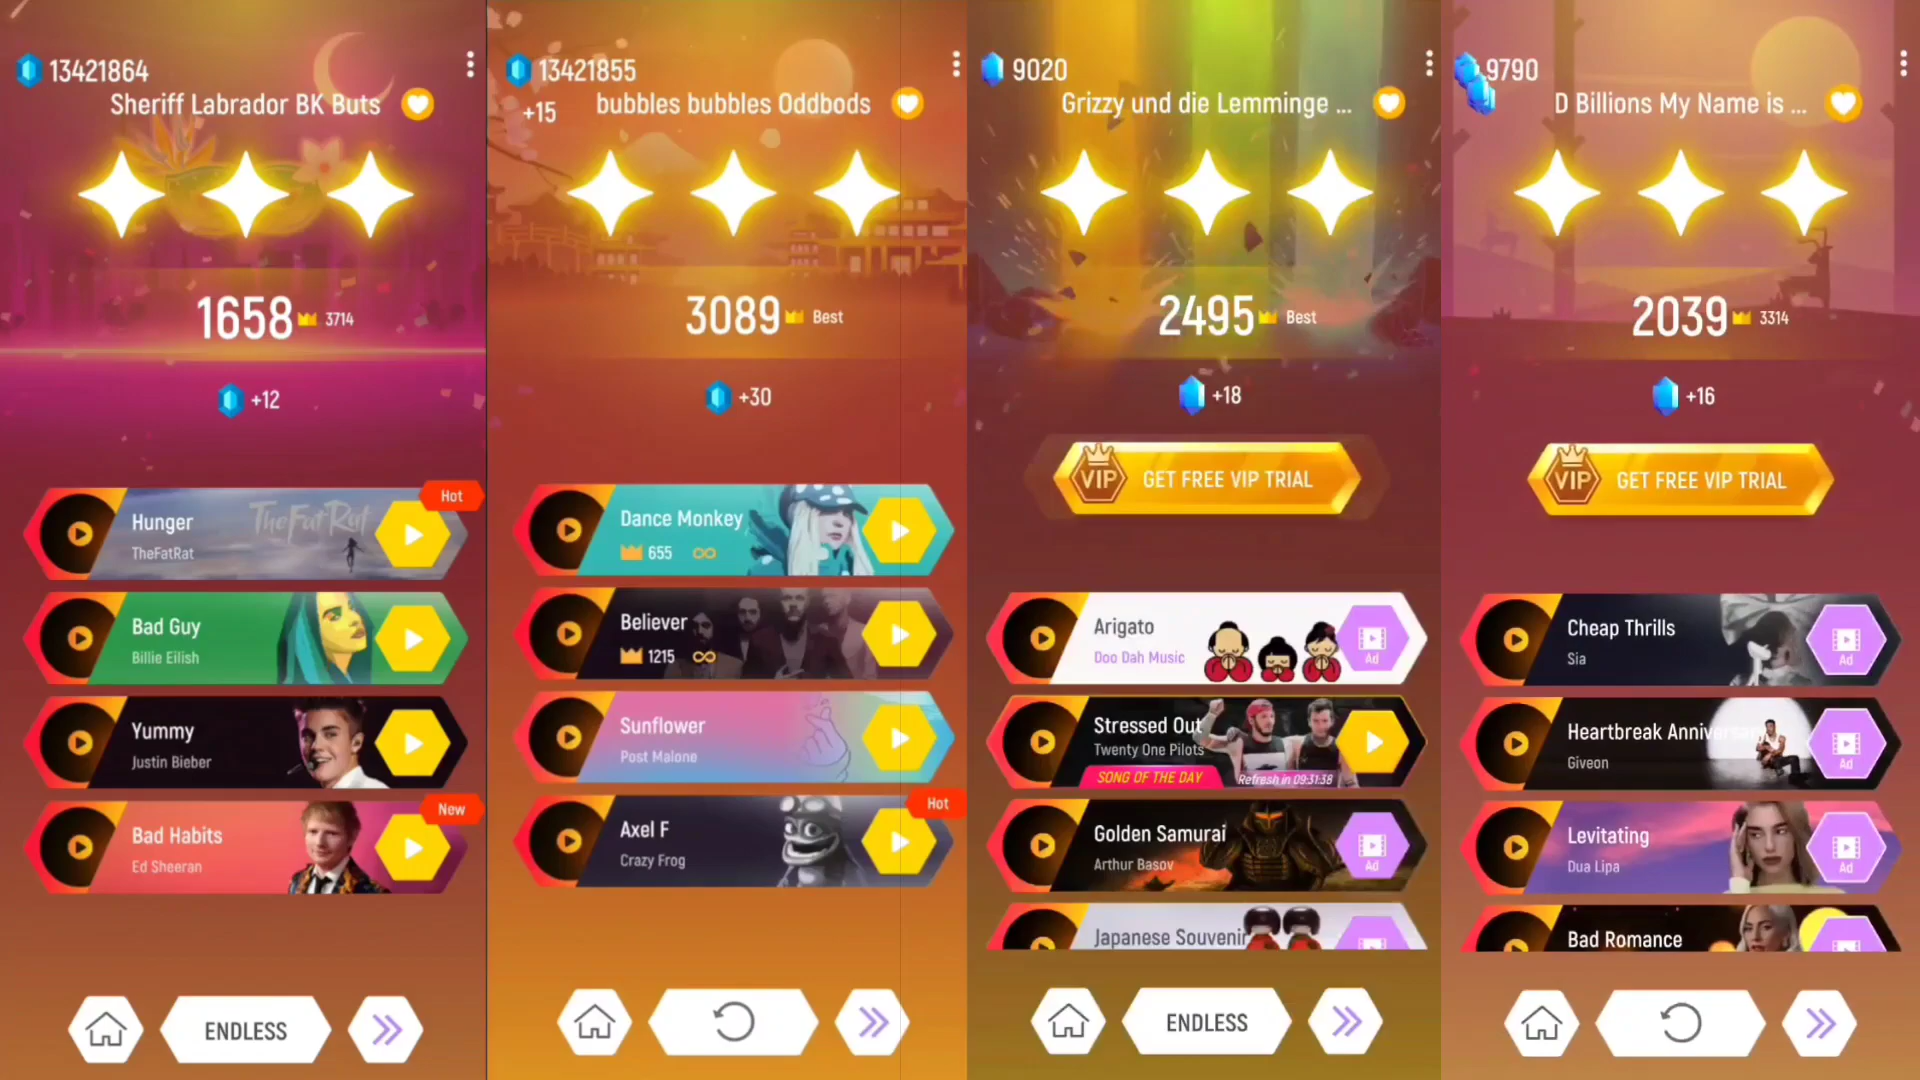 13421864
Sheriff Labrador BK Buts
1658 3714
+12
Hot
Hunger
TheFatRat
TheFatRat
Bad Guy
Billie Eilish
Yummy
Justin Bieber
New
Bad Habits
Ed Sheeran
ENDLESS
13421855
+15
bubbles bubbles Oddbods
3089 Best
+30
Dance Monkey
655 ∞
Believer
1215 ∞
Sunflower
Post Malone
Hot
Axel F
Crazy Frog
9020
Grizzy und die Lemminge ...
2495 Best
+18
VIP GET FREE VIP TRIAL
Arigato
Doo Dah Music
Ad
Stressed Out
Twenty One Pilots
SONG OF THE DAY Refresh in 09:31:38
Golden Samurai
Arthur Basov
Ad
Japanese Souvenir
ENDLESS
9790
D Billions My Name is ...
2039 3314
+16
VIP GET FREE VIP TRIAL
Cheap Thrills
Sia
Ad
Heartbreak Anniversary
Giveon
Ad
Levitating
Dua Lipa
Ad
Bad Romance